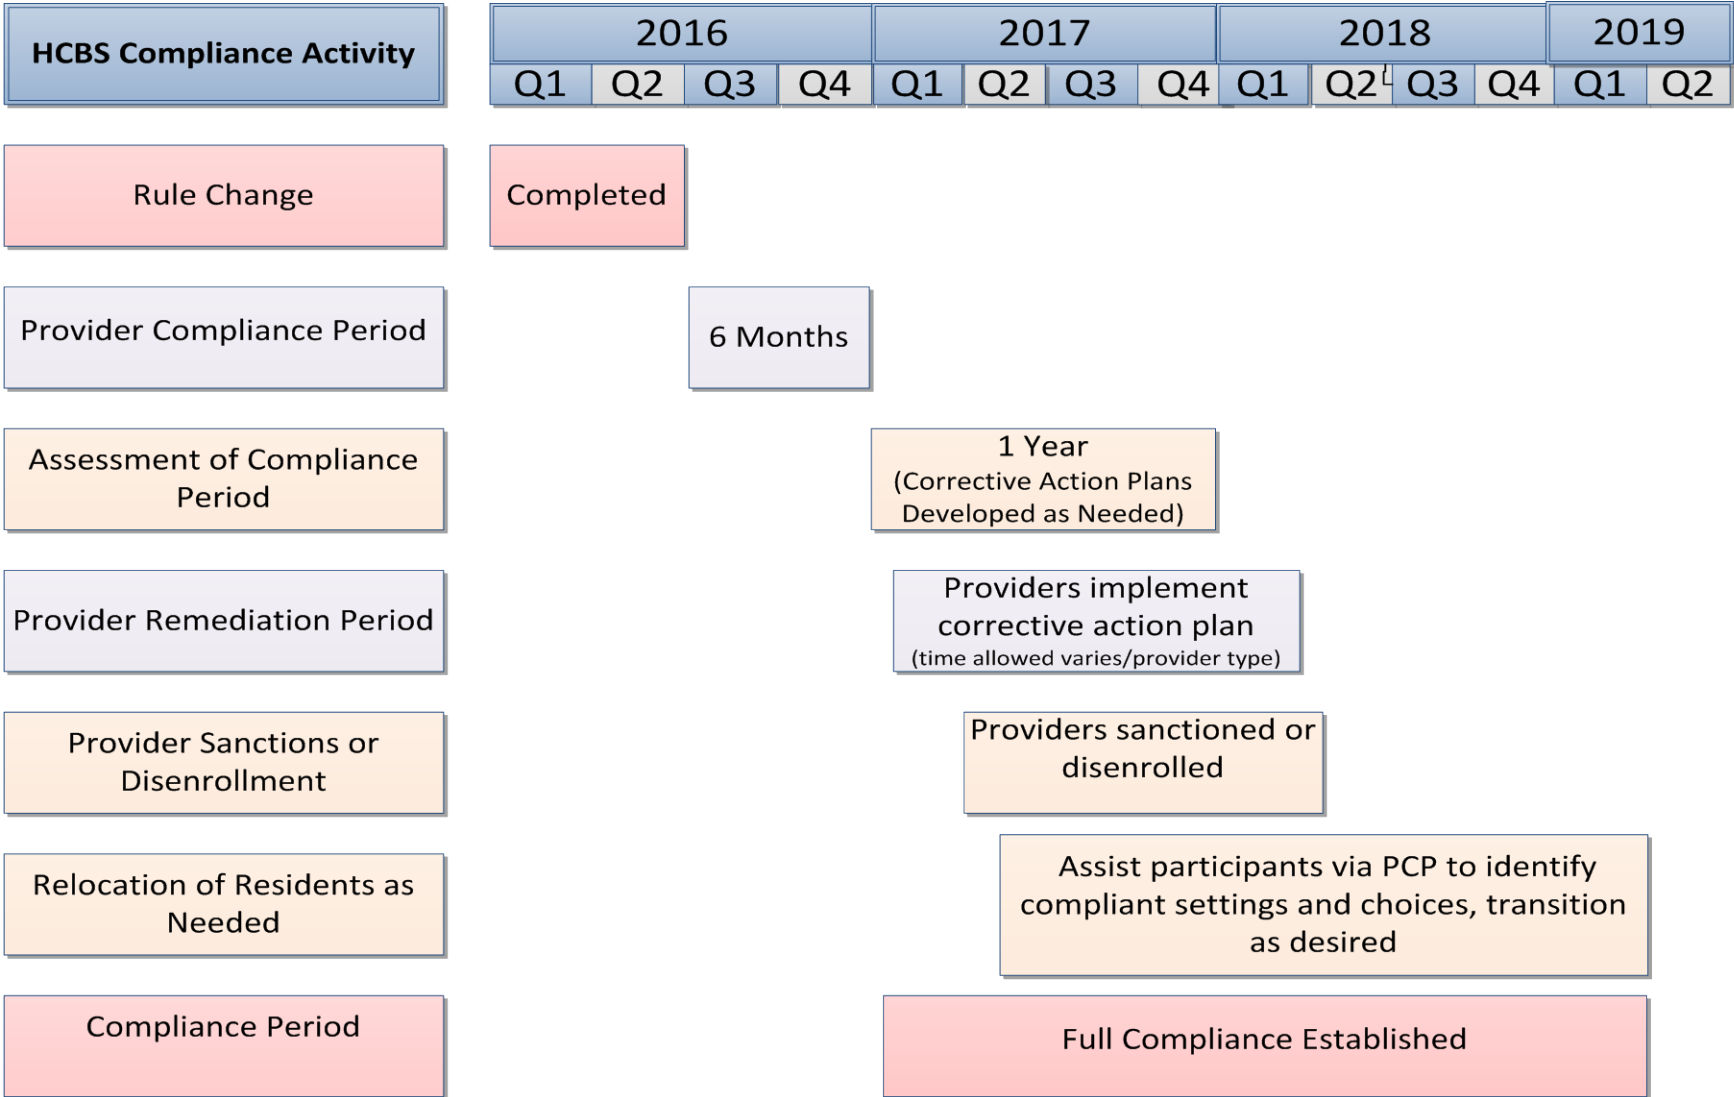 HCBS Compliance Activity
2016
2017
2018
2019
Q1 Q2 Q3 Q4 Q1 Q2 Q3 Q4 Q1 Q2 Q3 Q4 Q1 Q2
Rule Change
Completed
Provider Compliance Period
6 Months
Assessment of Compliance
Period
1 Year
(Corrective Action Plans
Developed as Needed)
Provider Remediation Period
Providers implement
corrective action plan
(time allowed varies/provider type)
Provider Sanctions or
Disenrollment
Providers sanctioned or
disenrolled
Relocation of Residents as
Needed
Assist participants via PCP to identify
compliant settings and choices, transition
as desired
Compliance Period
Full Compliance Established